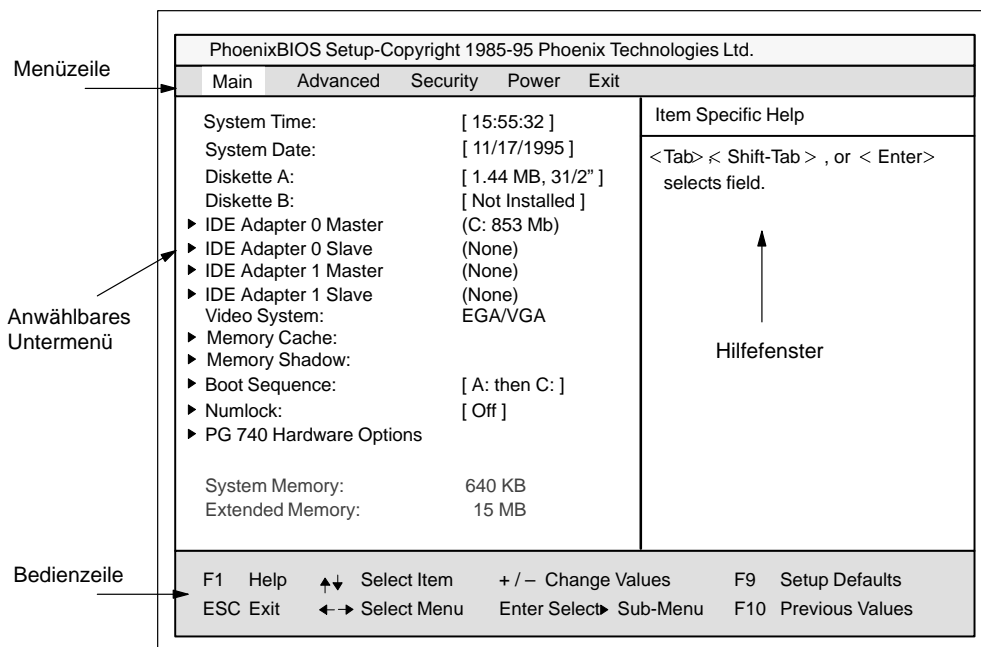 PhoenixBIOS Setup-Copyright 1985-95 Phoenix Technologies Ltd.
Menüzeile
Main Advanced Security Power Exit
System Time: [ 15:55:32 ]
System Date: [ 11/17/1995 ]
Diskette A: [ 1.44 MB, 31/2” ]
Diskette B: [ Not Installed ]
▶ IDE Adapter 0 Master (C: 853 Mb)
▶ IDE Adapter 0 Slave (None)
▶ IDE Adapter 1 Master (None)
▶ IDE Adapter 1 Slave (None)
Video System: EGA/VGA
▶ Memory Cache:
▶ Memory Shadow:
▶ Boot Sequence: [ A: then C: ]
▶ Numlock: [ Off ]
▶ PG 740 Hardware Options
System Memory: 640 KB
Extended Memory: 15 MB
Item Specific Help
<Tab>, < Shift-Tab > , or < Enter>
selects field.
Hilfefenster
Anwählbares
Untermenü
Bedienzeile
F1 Help ▲▼ Select Item + / – Change Values F9 Setup Defaults
ESC Exit ◄► Select Menu Enter Select▶ Sub-Menu F10 Previous Values